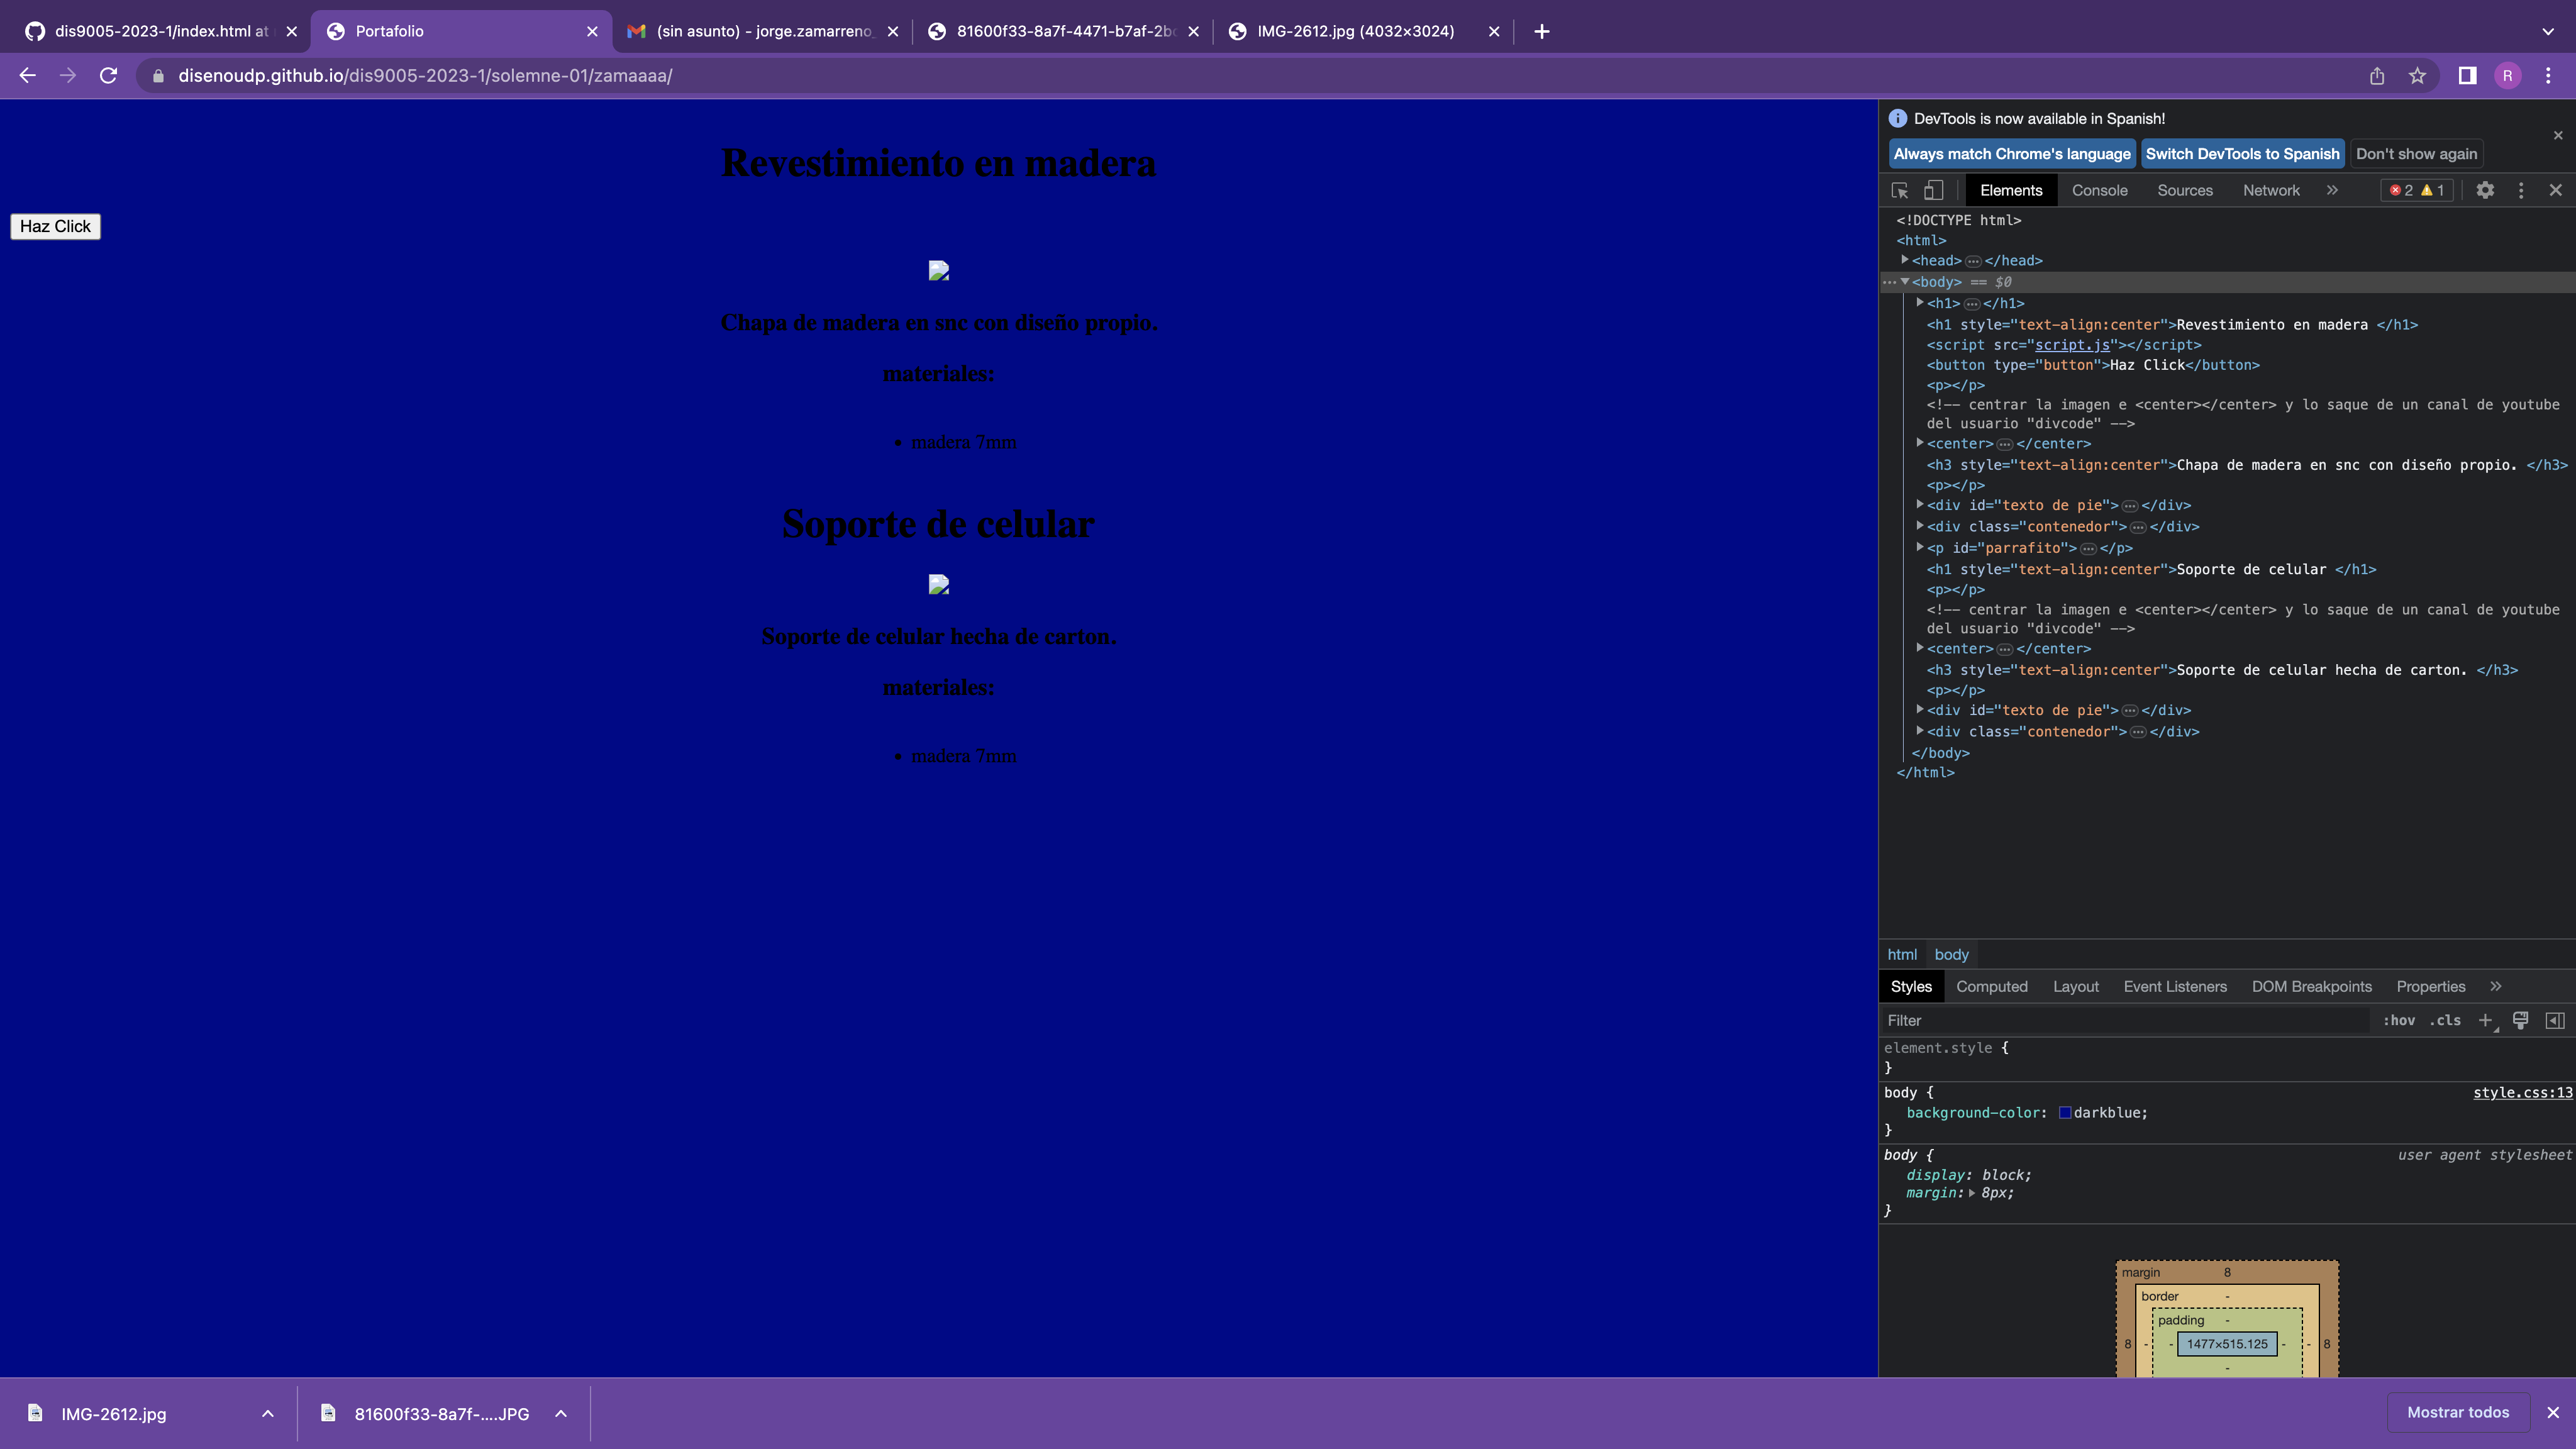 dis9005-2023-1/index.html at
Portafolio
(sin asunto) - jorge.zamarreno_
81600f33-8a7f-4471-b7af-2b
IMG-2612.jpg (4032×3024)
disenoudp.github.io/dis9005-2023-1/solemne-01/zamaaaa/
R
Revestimiento en madera
Haz Click
Chapa de madera en snc con diseño propio.
materiales:
• madera 7mm
Soporte de celular
Soporte de celular hecha de carton.
materiales:
• madera 7mm
DevTools is now available in Spanish!
Always match Chrome's language
Switch DevTools to Spanish
Don't show again
Elements
Console
Sources
Network
2
1
<!DOCTYPE html>
<html>
<head>…</head>
<body> == $0
<h1>…</h1>
<h1 style="text-align:center">Revestimiento en madera </h1>
<script src="script.js"></script>
<button type="button">Haz Click</button>
<p></p>
<!-- centrar la imagen e <center></center> y lo saque de un canal de youtube
del usuario "divcode" -->
<center>…</center>
<h3 style="text-align:center">Chapa de madera en snc con diseño propio. </h3>
<p></p>
<div id="texto de pie">…</div>
<div class="contenedor">…</div>
<p id="parrafito">…</p>
<h1 style="text-align:center">Soporte de celular </h1>
<p></p>
<!-- centrar la imagen e <center></center> y lo saque de un canal de youtube
del usuario "divcode" -->
<center>…</center>
<h3 style="text-align:center">Soporte de celular hecha de carton. </h3>
<p></p>
<div id="texto de pie">…</div>
<div class="contenedor">…</div>
</body>
</html>
html
body
Styles
Computed
Layout
Event Listeners
DOM Breakpoints
Properties
Filter
:hov
.cls
element.style {
}
body {
style.css:13
background-color: darkblue;
}
body {
user agent stylesheet
display: block;
margin: 8px;
}
margin
8
border
-
padding
-
8
-
-
1477×515.125
-
-
8
-
IMG-2612.jpg
81600f33-8a7f-....JPG
Mostrar todos